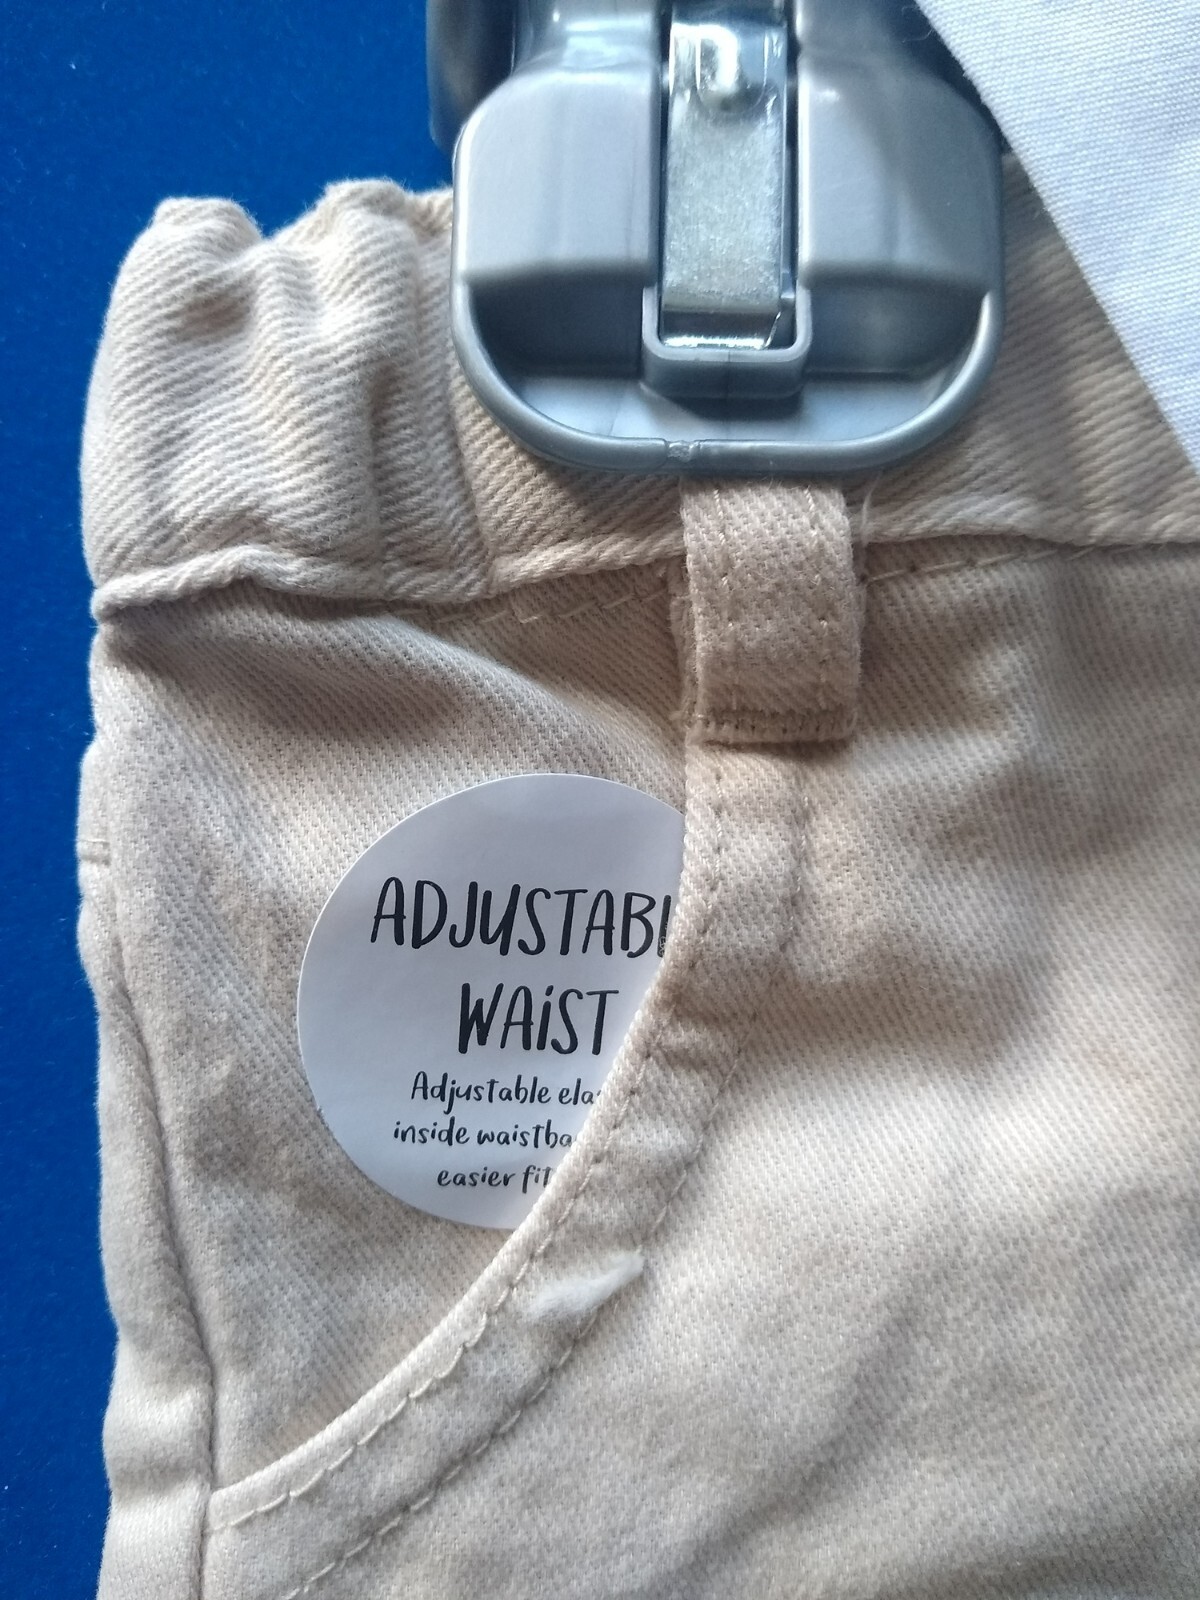 ADJUSTABL
WAiST
Adjustable ela
inside waistba
easier fit